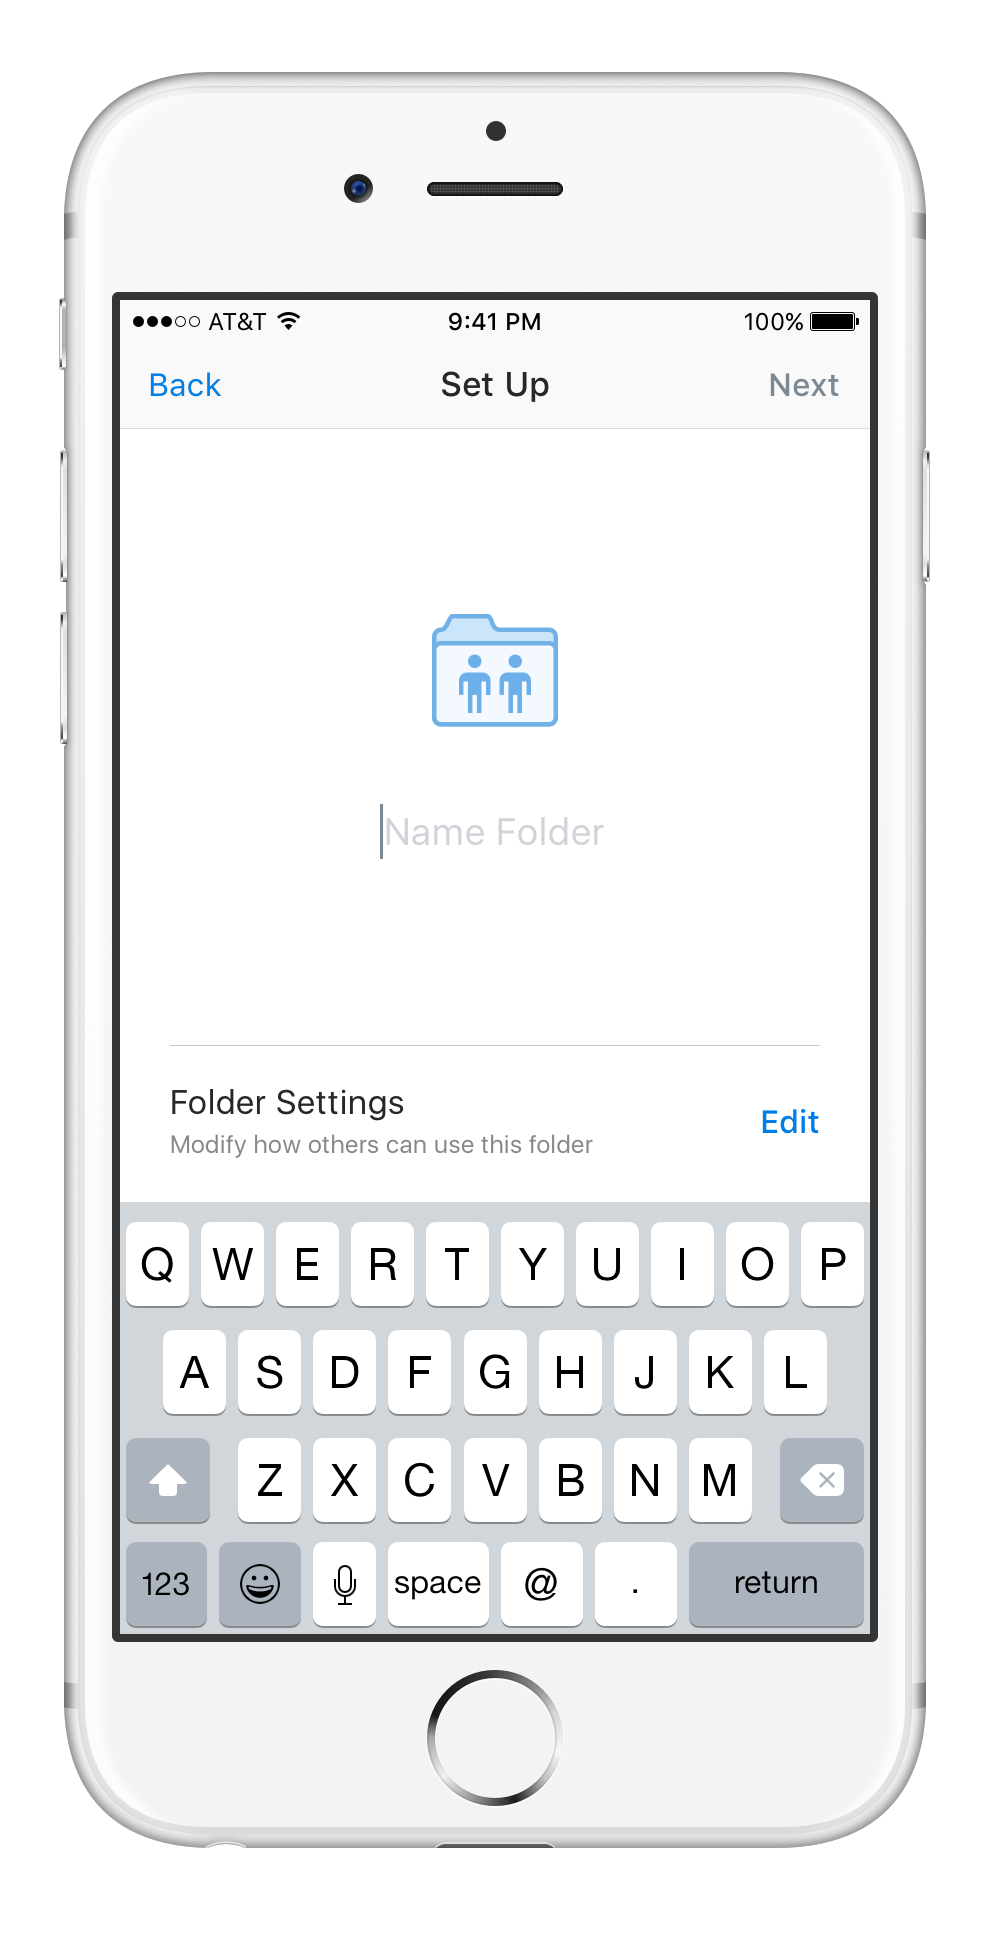 AT&T 9:41 PM 100%
Back Set Up Next
Name Folder
Folder Settings
Modify how others can use this folder
Edit
Q W E R T Y U I O P
A S D F G H J K L
Z X C V B N M
123 space @ . return